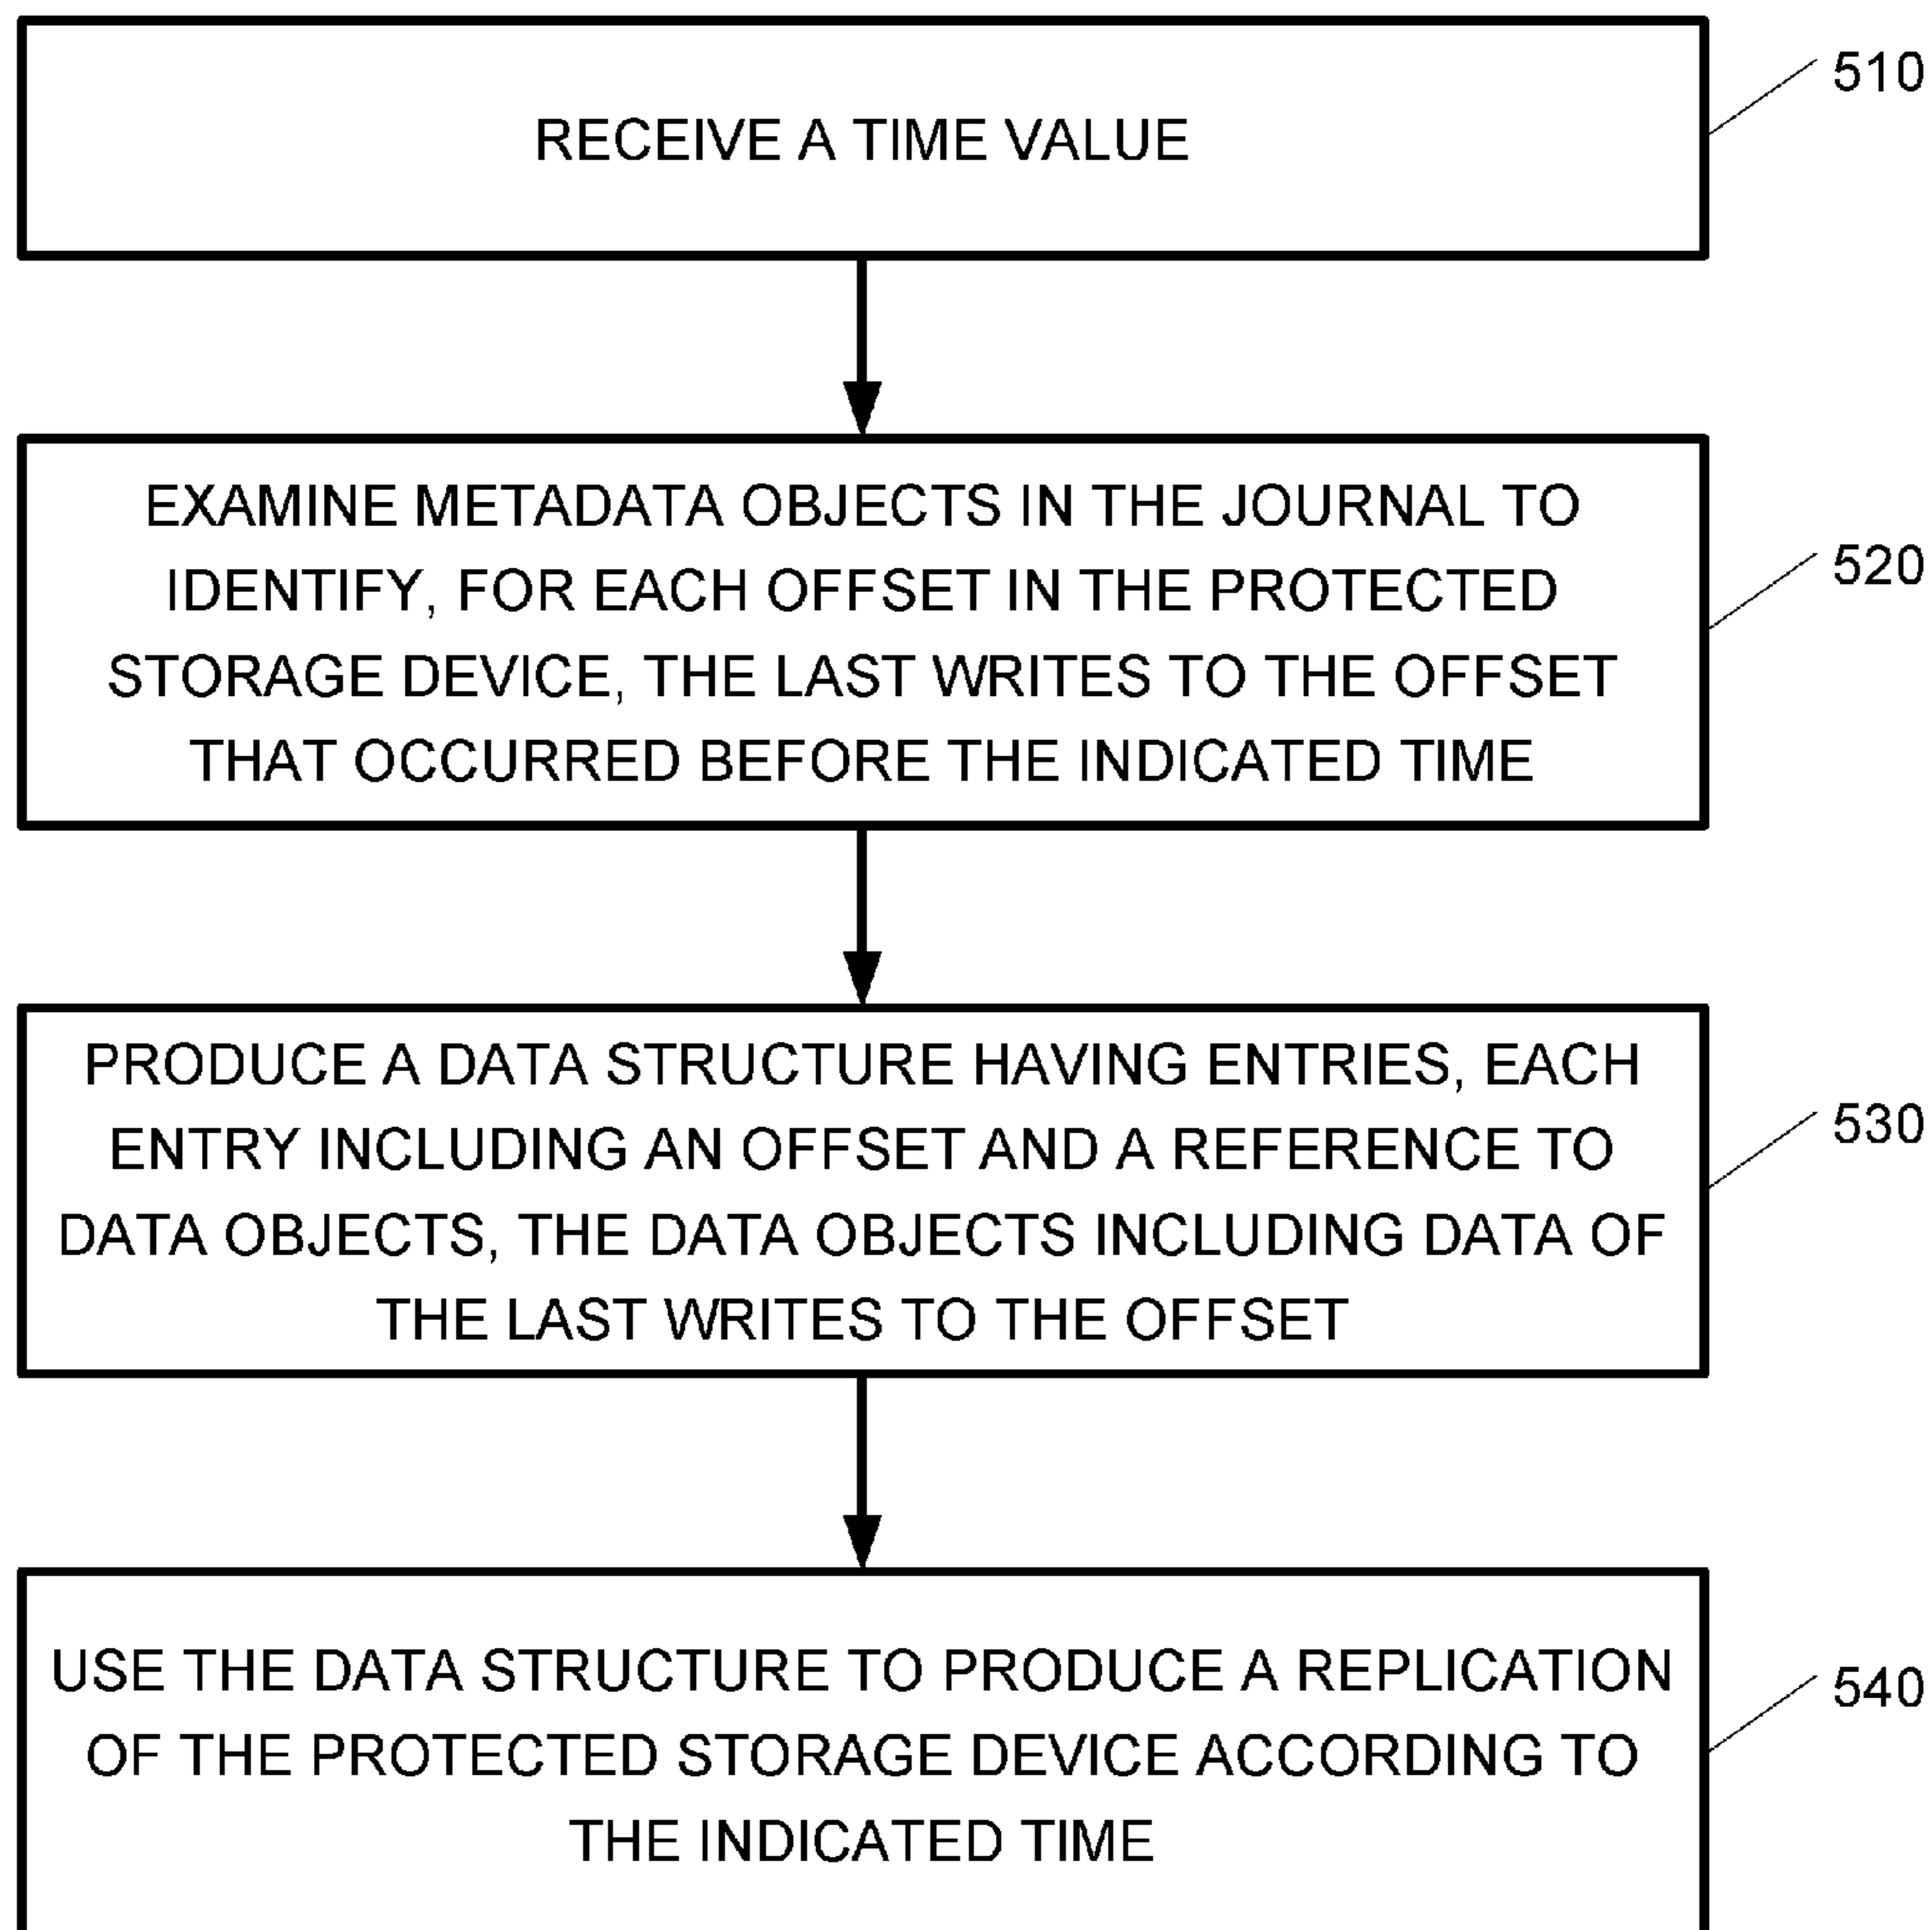 RECEIVE A TIME VALUE
510
EXAMINE METADATA OBJECTS IN THE JOURNAL TO
IDENTIFY, FOR EACH OFFSET IN THE PROTECTED
STORAGE DEVICE, THE LAST WRITES TO THE OFFSET
THAT OCCURRED BEFORE THE INDICATED TIME
520
PRODUCE A DATA STRUCTURE HAVING ENTRIES, EACH
ENTRY INCLUDING AN OFFSET AND A REFERENCE TO
DATA OBJECTS, THE DATA OBJECTS INCLUDING DATA OF
THE LAST WRITES TO THE OFFSET
530
USE THE DATA STRUCTURE TO PRODUCE A REPLICATION
OF THE PROTECTED STORAGE DEVICE ACCORDING TO
THE INDICATED TIME
540